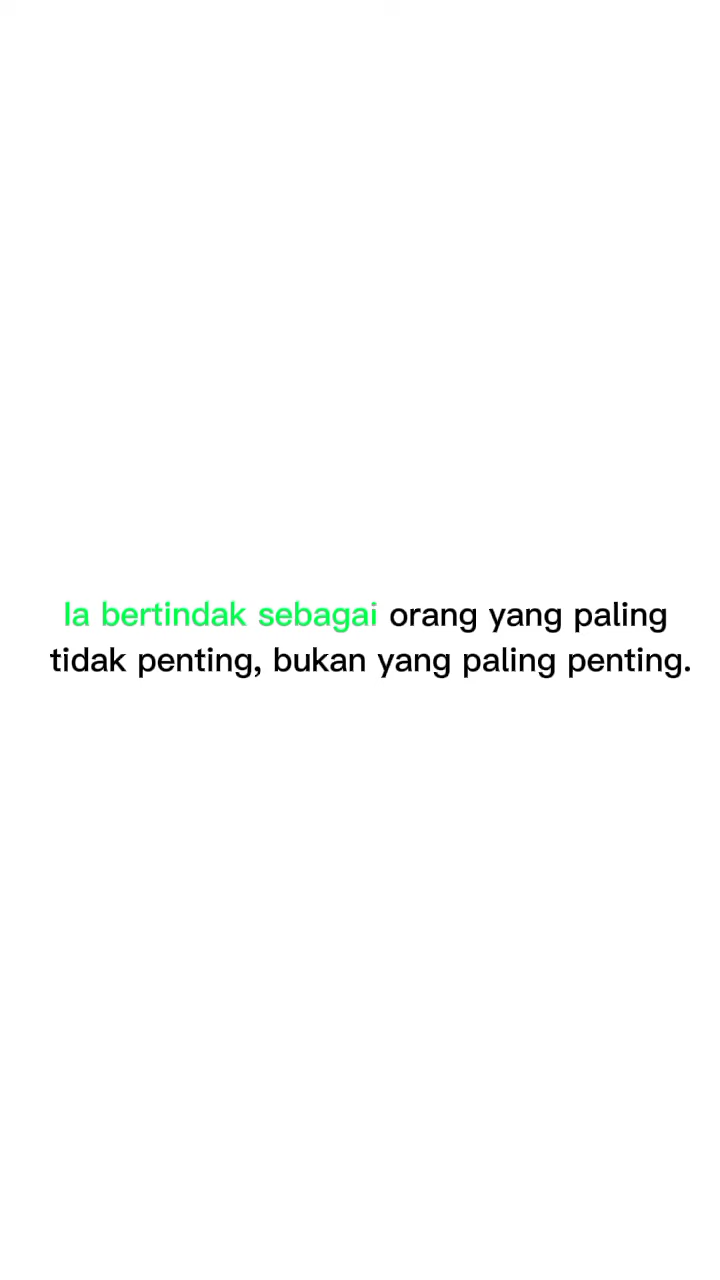 Ia bertindak sebagai orang yang paling
tidak penting, bukan yang paling penting.